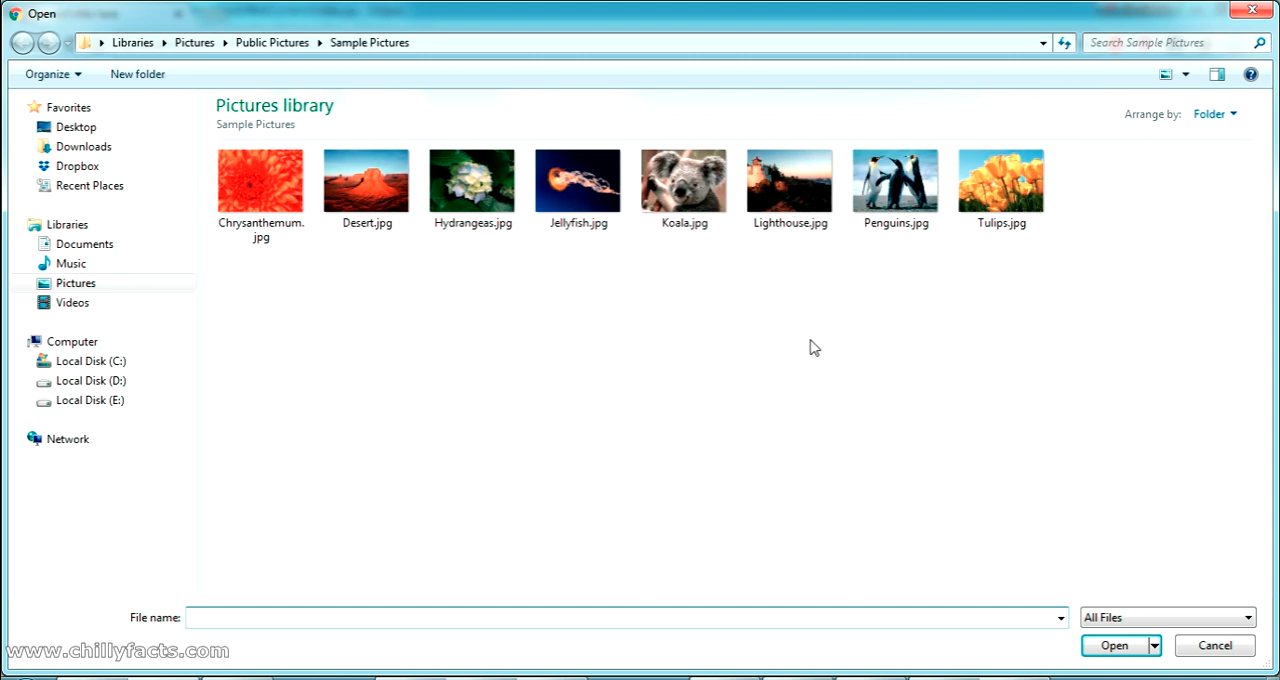 Open
Libraries Pictures Public Pictures Sample Pictures
Search Sample Pictures
Organize New folder
Favorites
Desktop
Downloads
Dropbox
Recent Places
Libraries
Documents
Music
Pictures
Videos
Computer
Local Disk (C:)
Local Disk (D:)
Local Disk (E:)
Network
Pictures library
Sample Pictures
Arrange by: Folder
Chrysanthemum.
jpg
Desert.jpg
Hydrangeas.jpg
Jellyfish.jpg
Koala.jpg
Lighthouse.jpg
Penguins.jpg
Tulips.jpg
File name:
All Files
Open
Cancel
www.chillyfacts.com